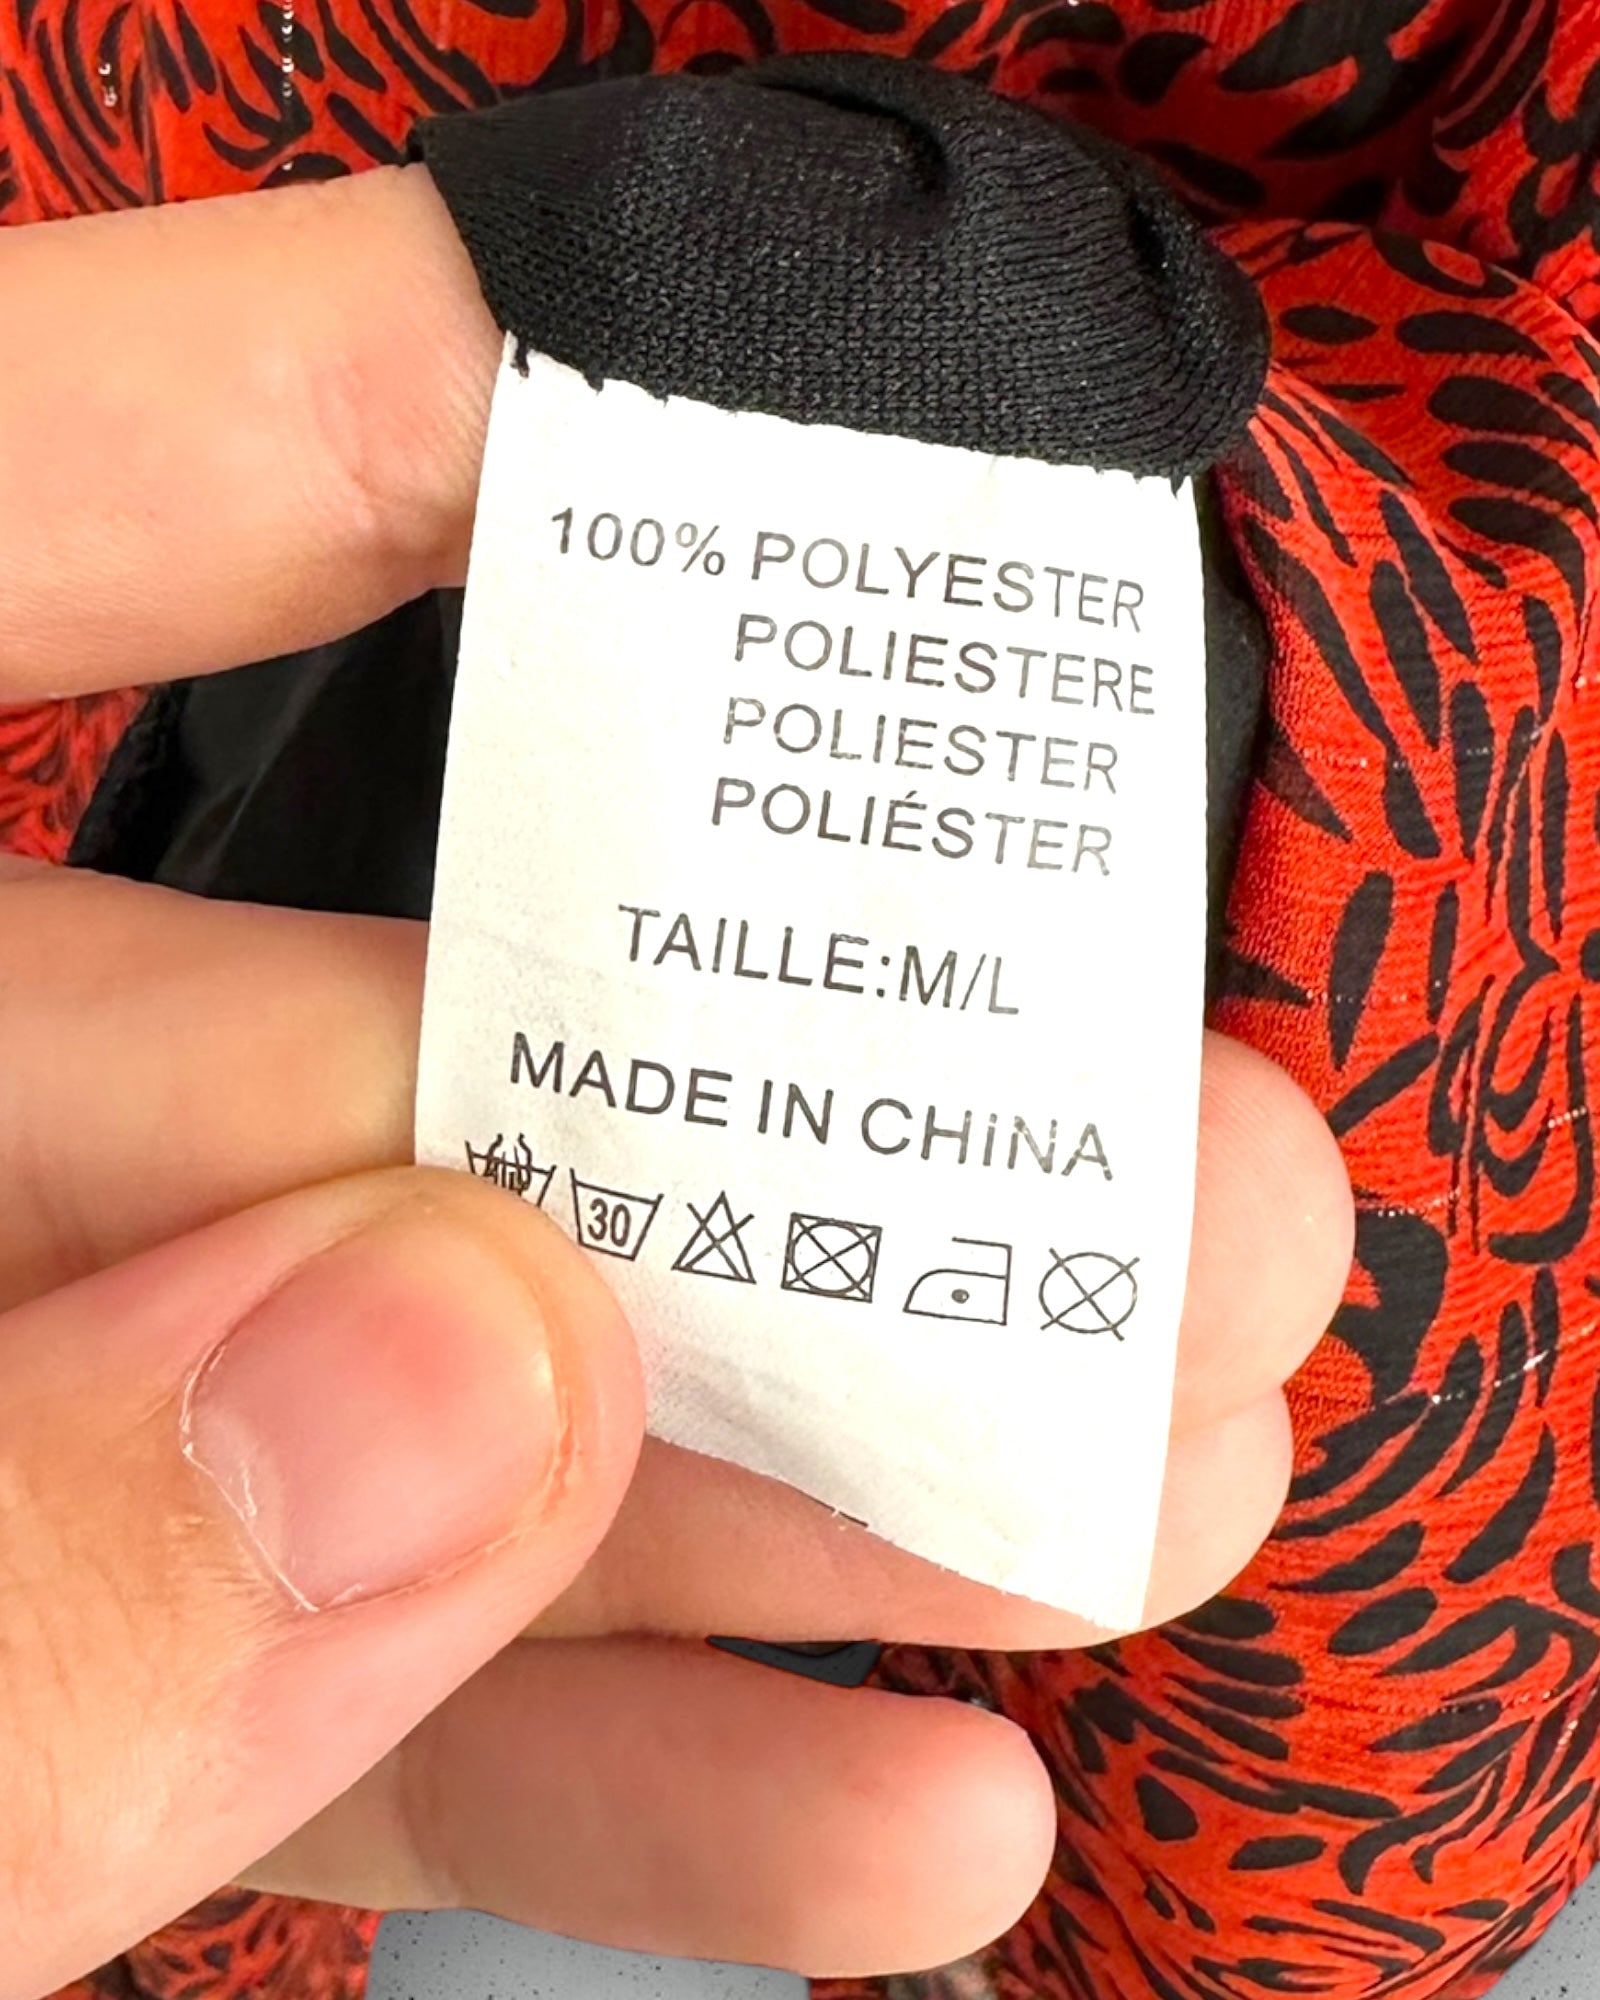 100% POLYESTER
POLIESTERE
POLIESTER
POLIÉSTER
TAILLE:M/L
MADE IN CHINA
30